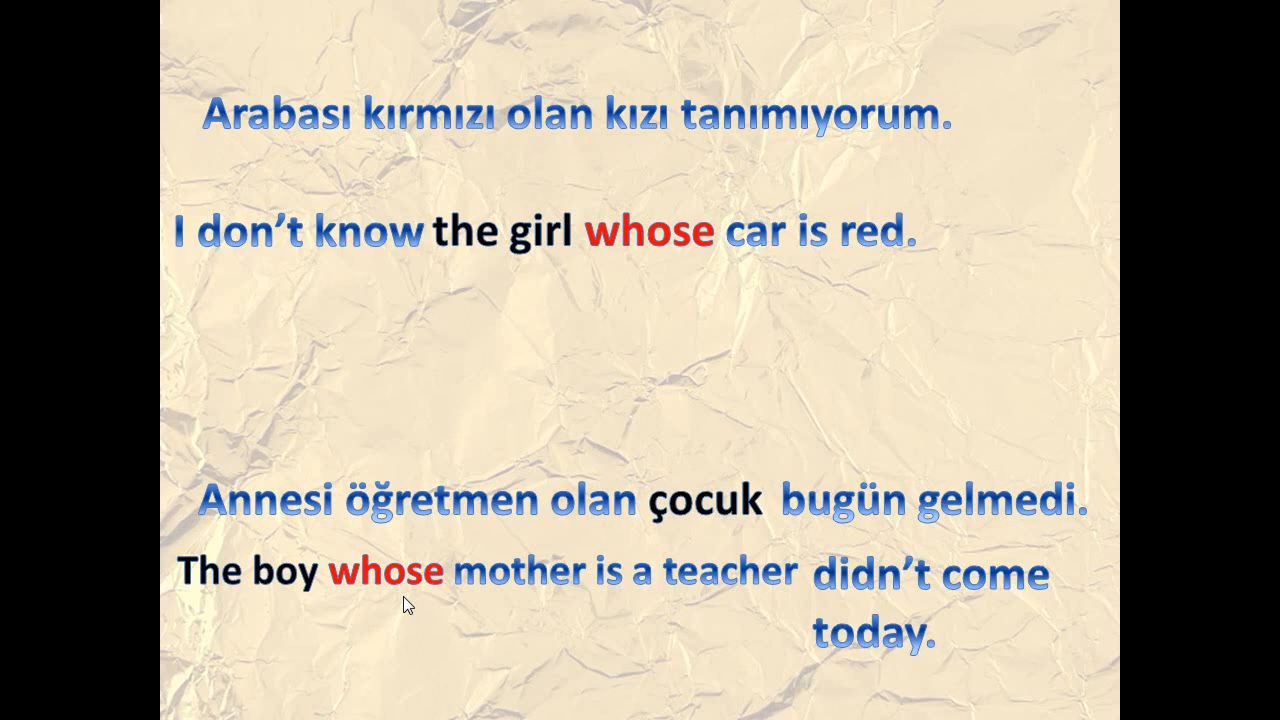 Arabası kırmızı olan kızı tanımıyorum.
I don’t know the girl whose car is red.
Annesi öğretmen olan çocuk bugün gelmedi.
The boy whose mother is a teacher didn’t come
today.